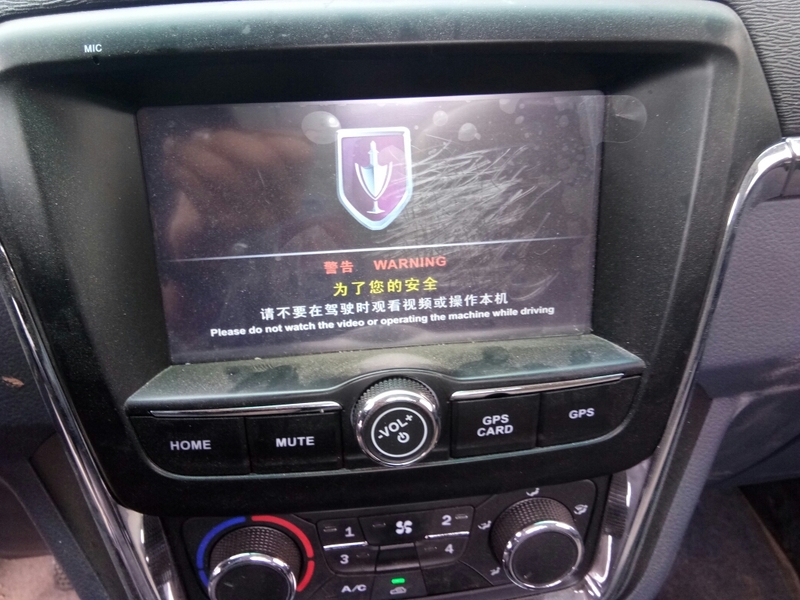 MIC
警告 WARNING
为了您的安全
请不要在驾驶时观看视频或操作本机
Please do not watch the video or operating the machine while driving
HOME
MUTE
-VOL+
GPS
CARD
GPS
1
2
3
4
A/C